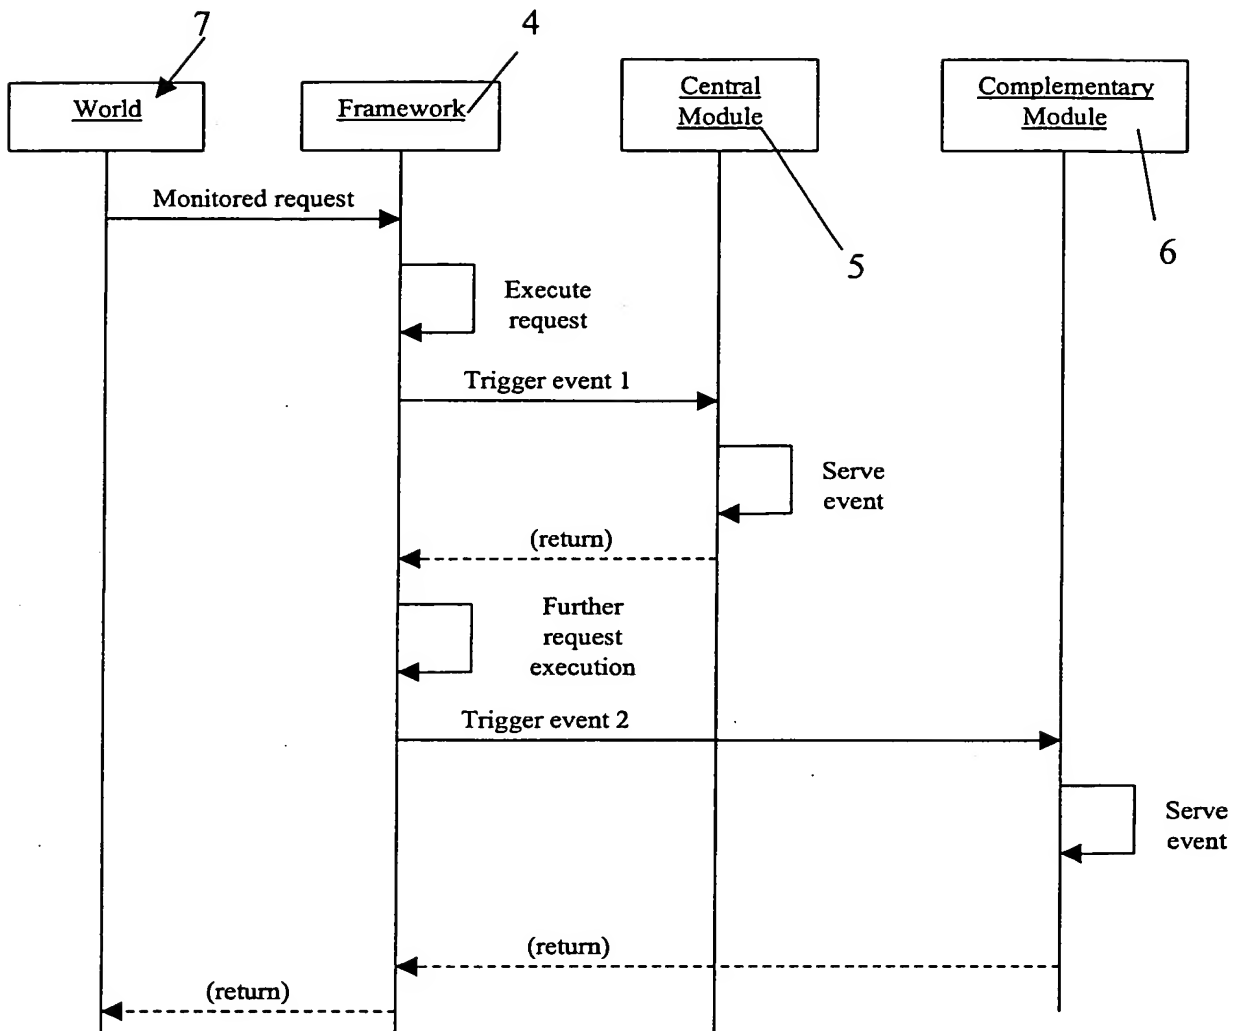 7
4
World
Framework
Central
Module
Complementary
Module
Monitored request
5
6
Execute
request
Trigger event 1
Serve
event
(return)
Further
request
execution
Trigger event 2
Serve
event
(return)
(return)